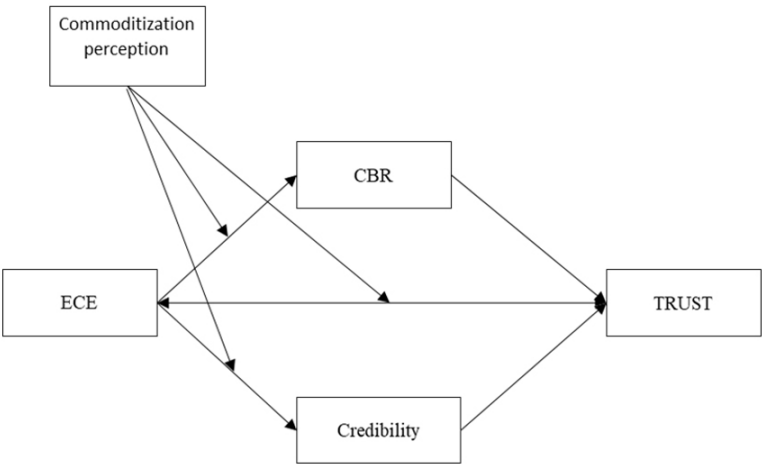 Commoditization
perception
CBR
ECE
TRUST
Credibility